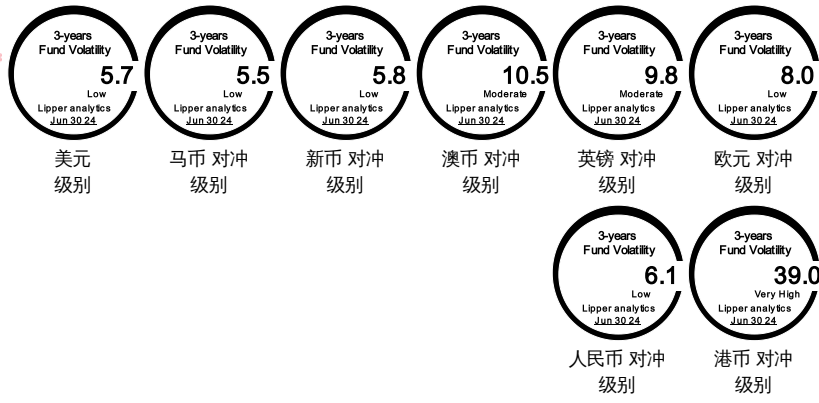 3-years
Fund Volatility
5.7
Low
Lipper analytics
Jun 30 24
美元
级别
3-years
Fund Volatility
5.5
Low
Lipper analytics
Jun 30 24
马币 对冲
级别
3-years
Fund Volatility
5.8
Low
Lipper analytics
Jun 30 24
新币 对冲
级别
3-years
Fund Volatility
10.5
Moderate
Lipper analytics
Jun 30 24
澳币 对冲
级别
3-years
Fund Volatility
9.8
Moderate
Lipper analytics
Jun 30 24
英镑 对冲
级别
3-years
Fund Volatility
8.0
Low
Lipper analytics
Jun 30 24
欧元 对冲
级别
3-years
Fund Volatility
6.1
Low
Lipper analytics
Jun 30 24
人民币 对冲
级别
3-years
Fund Volatility
39.0
Very High
Lipper analytics
Jun 30 24
港币 对冲
级别